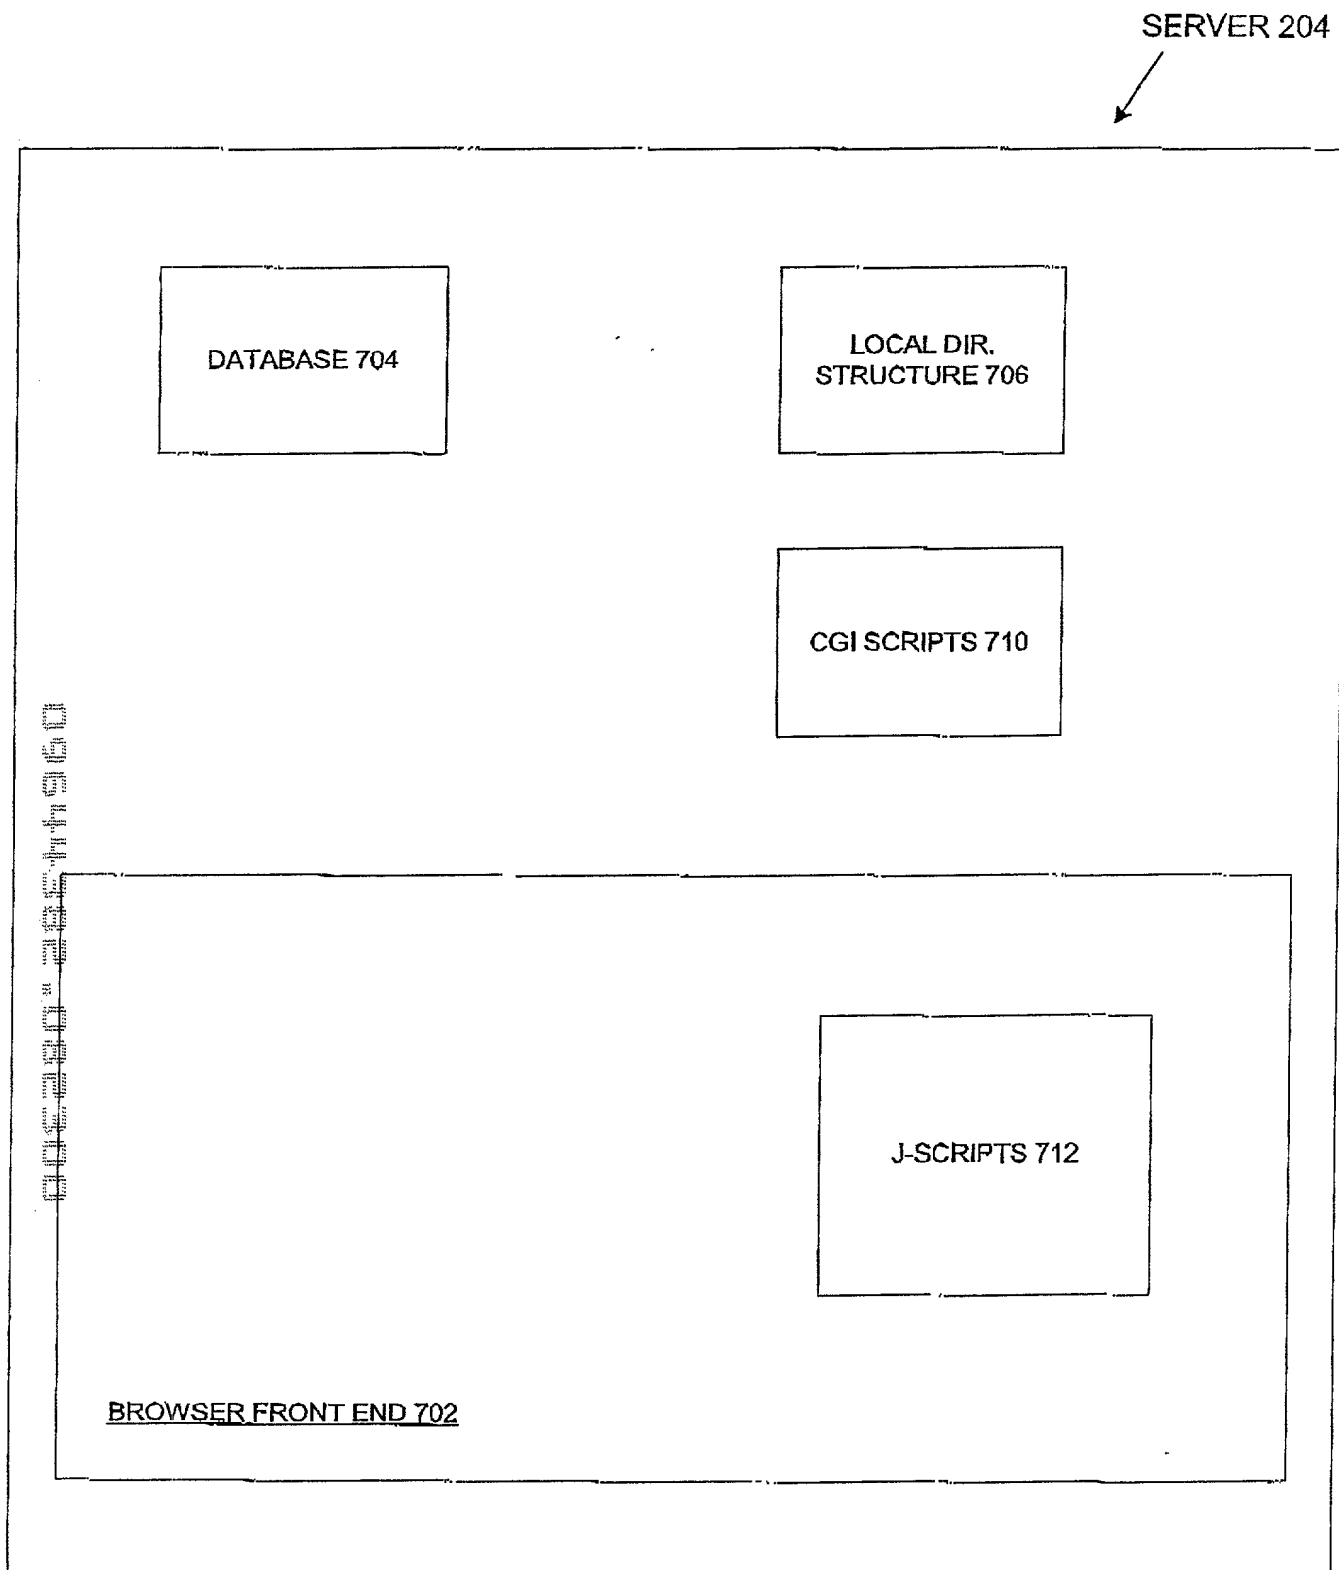 SERVER 204
DATABASE 704
LOCAL DIR.
STRUCTURE 706
CGI SCRIPTS 710
J-SCRIPTS 712
BROWSER FRONT END 702